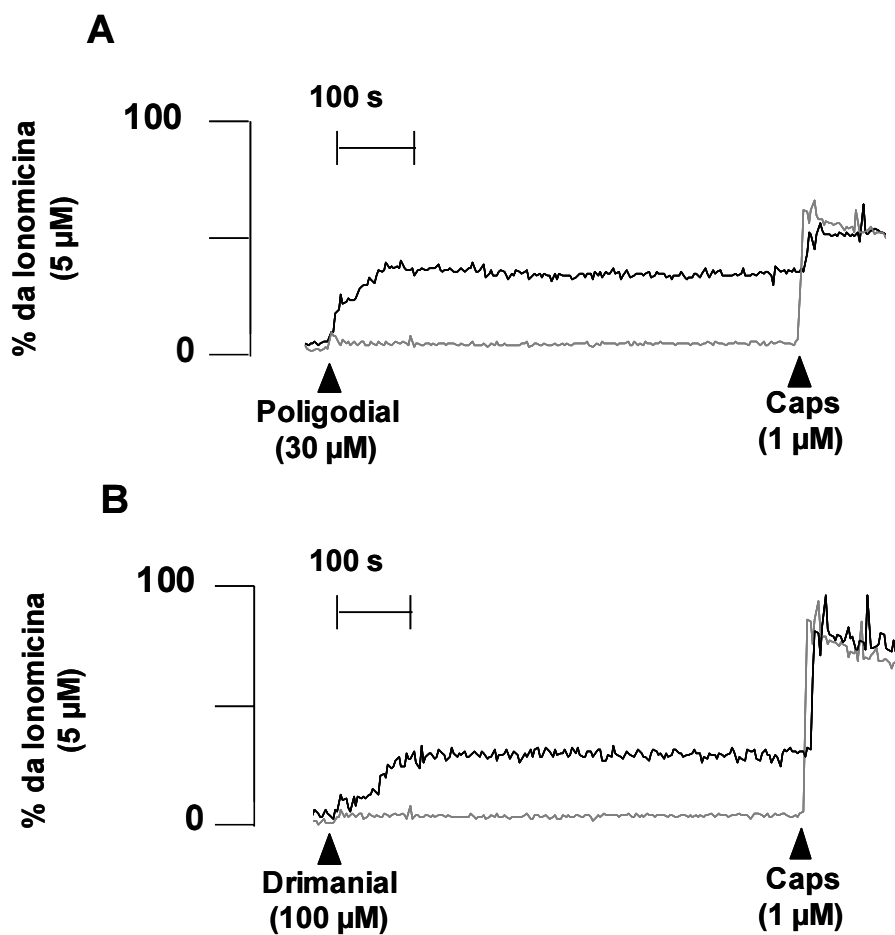 A
100 s
100
% da Ionomicina
(5 µM)
0
Poligodial
(30 µM)
Caps
(1 µM)
B
100 s
100
% da Ionomicina
(5 µM)
0
Drimanial
(100 µM)
Caps
(1 µM)